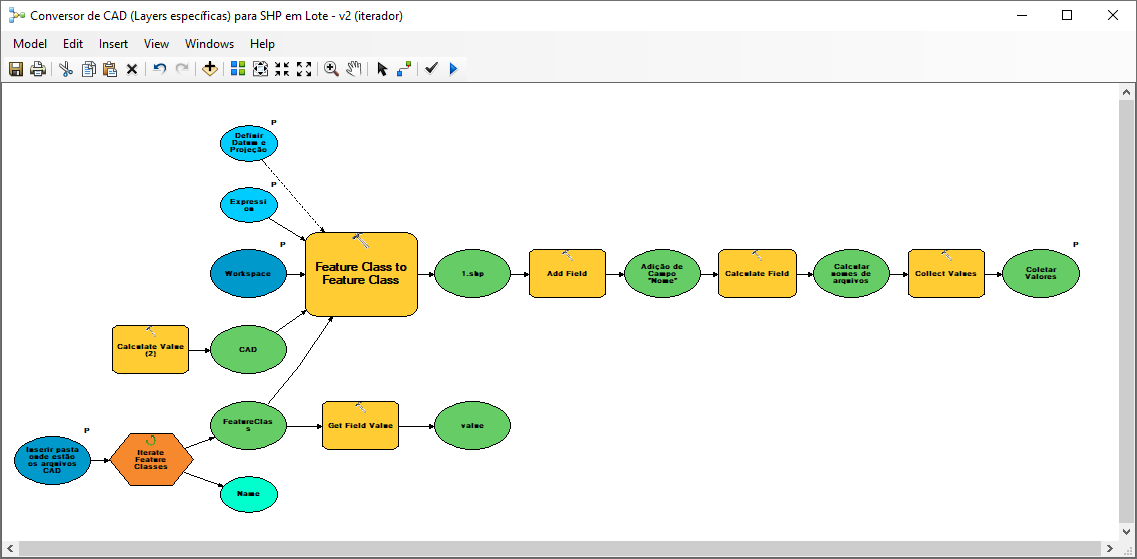 Conversor de CAD (Layers específicas) para SHP em Lote - v2 (iterador)
Model Edit Insert View Windows Help
P
Definir
Datum e
Projeção
P
Expressi
on
P
Workspace
Feature Class to
Feature Class
1.shp
Add Field
Adição de
Campo
"Nome"
Calculate Field
Calcular
nomes de
arquivos
Collect Values
P
Coletar
Valores
Calculate Value
(2)
CAD
FeatureClas
s
Get Field Value
value
P
Inserir pasta
onde estão
os arquivos
CAD
Iterate
Feature
Classes
Name